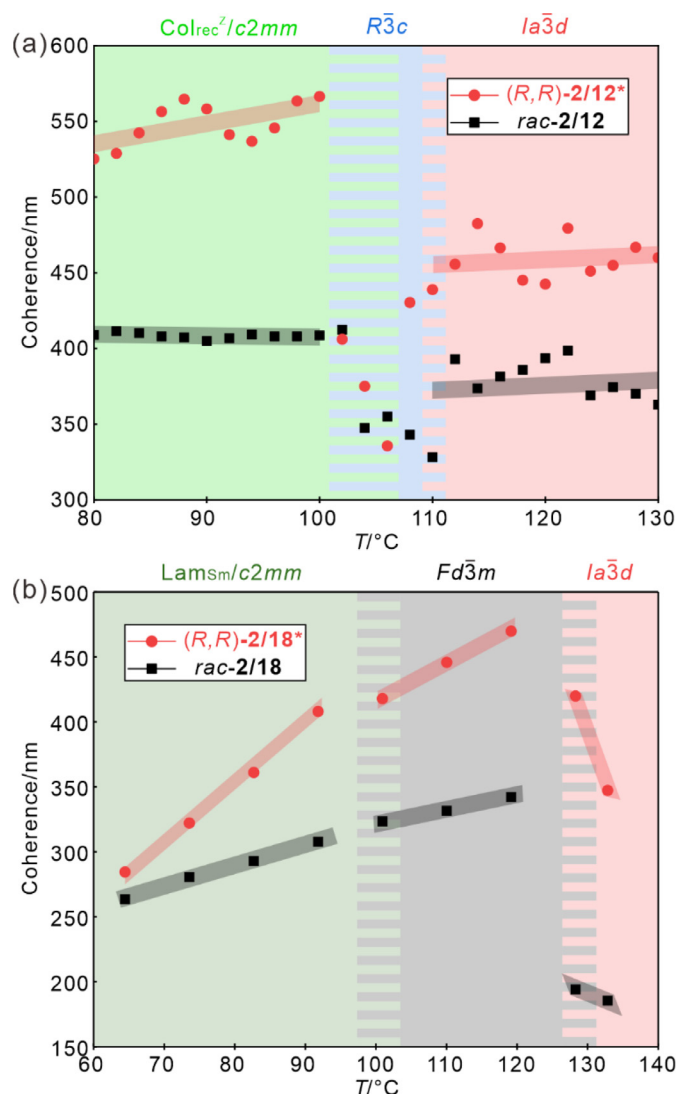 (a)
Colrecᶻ/c2mm R3̄c Ia3̄d
600
550
500
450
400
350
300
Coherence/nm
(R,R)-2/12*
rac-2/12
80 90 100 110 120 130
T/°C
(b)
LamSm/c2mm Fd3̄m Ia3̄d
500
450
400
350
300
250
200
150
Coherence/nm
(R,R)-2/18*
rac-2/18
60 70 80 90 100 110 120 130 140
T/°C